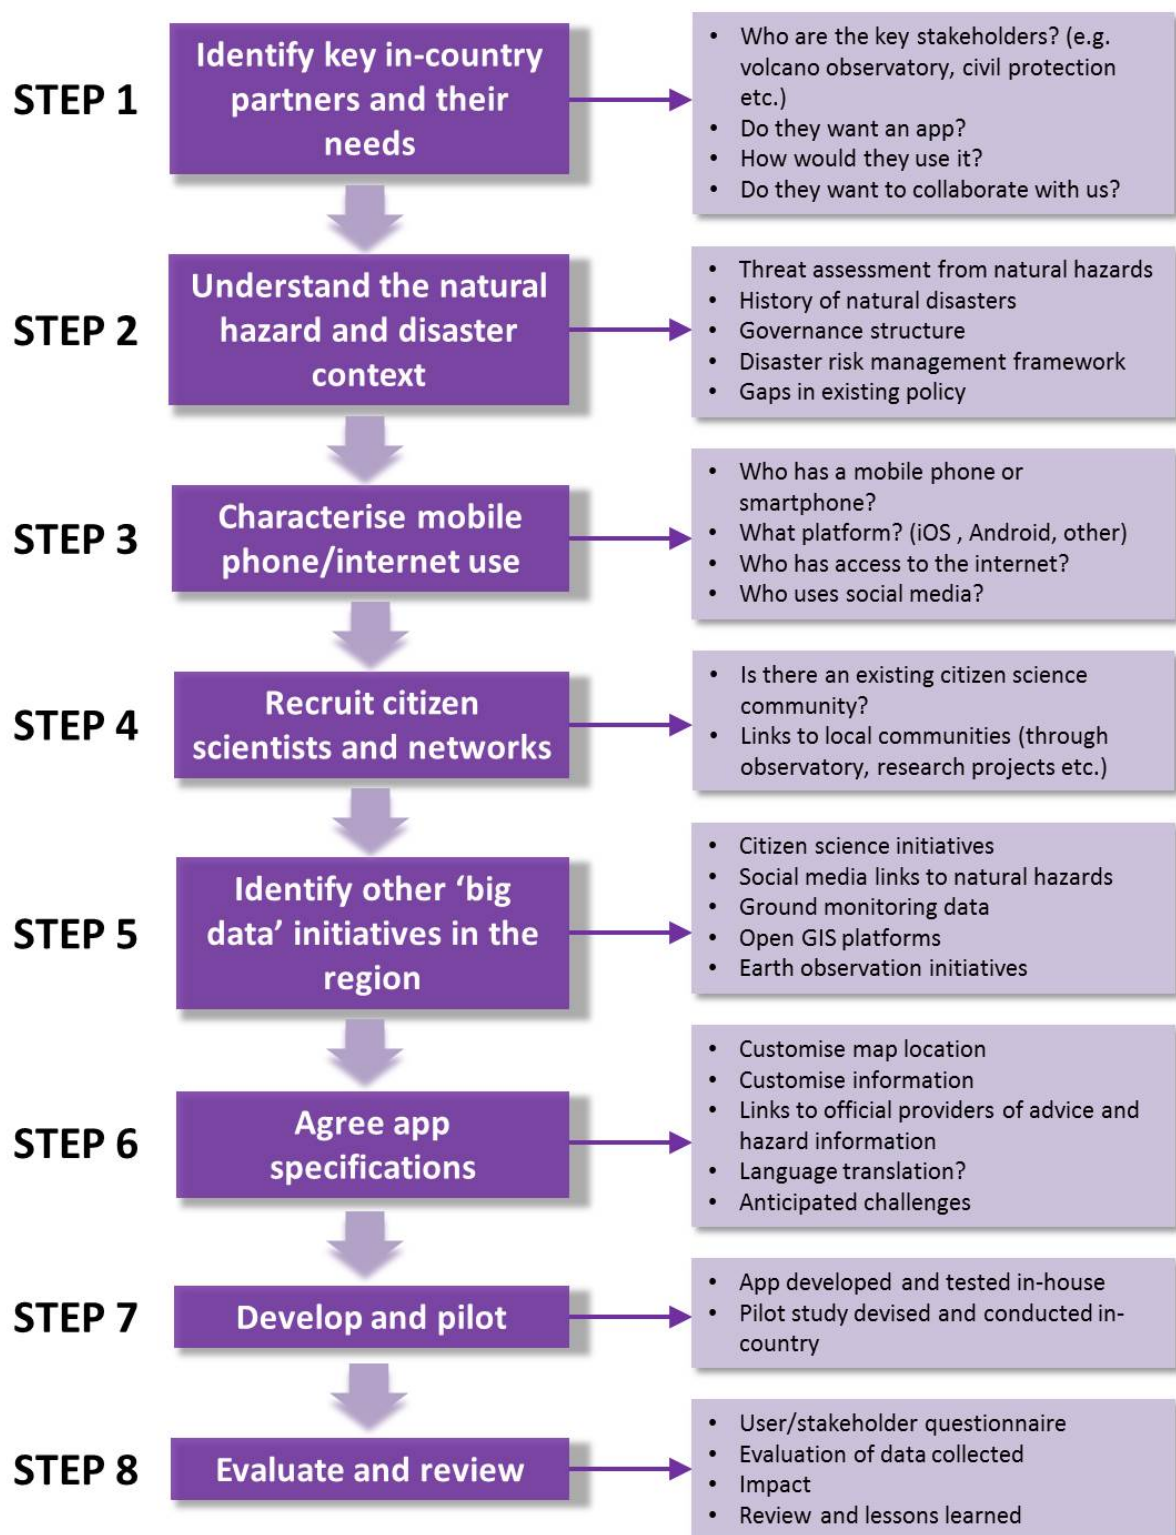 STEP 1
Identify key in-country
partners and their
needs
• Who are the key stakeholders? (e.g.
volcano observatory, civil protection
etc.)
• Do they want an app?
• How would they use it?
• Do they want to collaborate with us?
STEP 2
Understand the natural
hazard and disaster
context
• Threat assessment from natural hazards
• History of natural disasters
• Governance structure
• Disaster risk management framework
• Gaps in existing policy
STEP 3
Characterise mobile
phone/internet use
• Who has a mobile phone or
smartphone?
• What platform? (iOS , Android, other)
• Who has access to the internet?
• Who uses social media?
STEP 4
Recruit citizen
scientists and networks
• Is there an existing citizen science
community?
• Links to local communities (through
observatory, research projects etc.)
STEP 5
Identify other ‘big
data’ initiatives in the
region
• Citizen science initiatives
• Social media links to natural hazards
• Ground monitoring data
• Open GIS platforms
• Earth observation initiatives
STEP 6
Agree app
specifications
• Customise map location
• Customise information
• Links to official providers of advice and
hazard information
• Language translation?
• Anticipated challenges
STEP 7
Develop and pilot
• App developed and tested in-house
• Pilot study devised and conducted in-
country
STEP 8
Evaluate and review
• User/stakeholder questionnaire
• Evaluation of data collected
• Impact
• Review and lessons learned